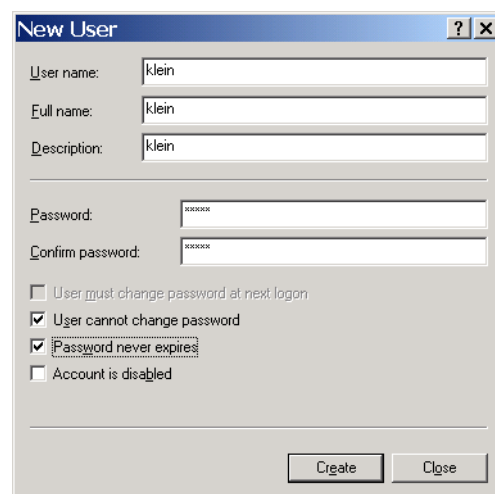 New User
User name: klein
Full name: klein
Description: klein
Password: *****
Confirm password: *****
User must change password at next logon
User cannot change password
Password never expires
Account is disabled
Create Close